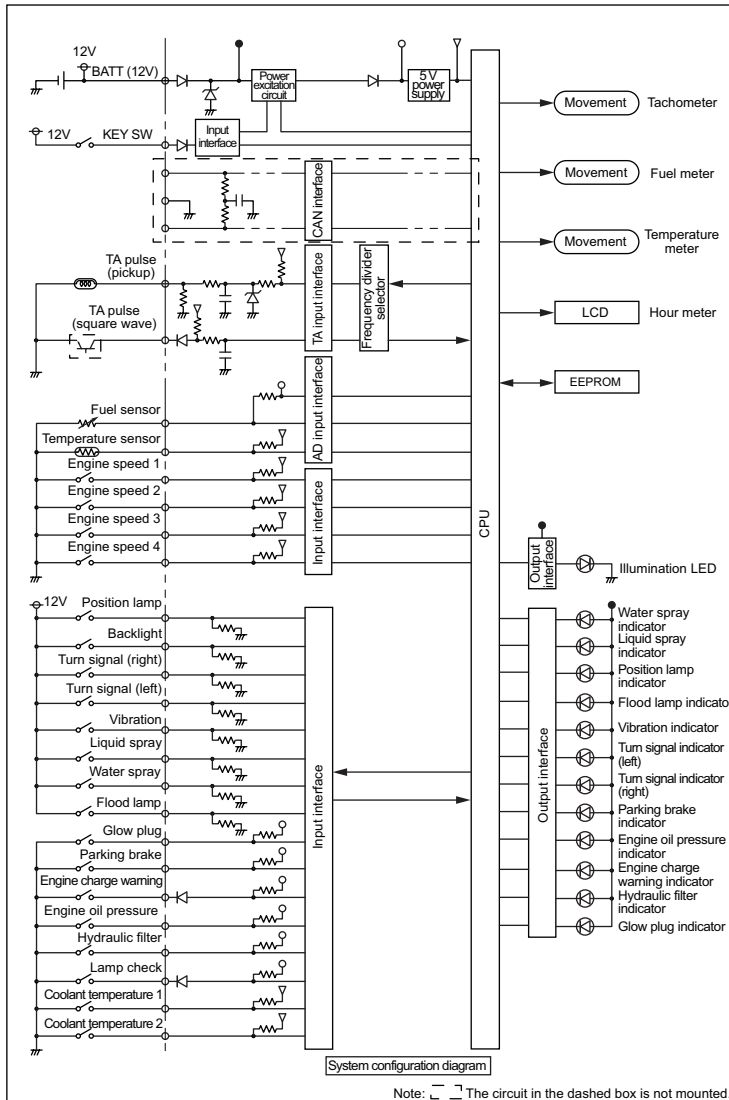 12V
BATT (12V)
Power
excitation
circuit
5V
power
supply
12V
KEY SW
Input
interface
CAN interface
TA pulse
(pickup)
TA pulse
(square wave)
TA input interface
Frequency divider
selector
Fuel sensor
Temperature sensor
AD input interface
Engine speed 1
Engine speed 2
Engine speed 3
Engine speed 4
Input interface
12V
Position lamp
Backlight
Turn signal (right)
Turn signal (left)
Vibration
Liquid spray
Water spray
Flood lamp
Glow plug
Parking brake
Engine charge warning
Engine oil pressure
Hydraulic filter
Lamp check
Coolant temperature 1
Coolant temperature 2
Input interface
CPU
Movement
Tachometer
Movement
Fuel meter
Movement
Temperature
meter
LCD
Hour meter
EEPROM
Output
interface
Illumination LED
Output interface
Water spray
indicator
Liquid spray
indicator
Position lamp
indicator
Flood lamp indicato
Vibration indicator
Turn signal indicator
(left)
Turn signal indicator
(right)
Parking brake
indicator
Engine oil pressure
indicator
Engine charge
warning indicator
Hydraulic filter
indicator
Glow plug indicator
System configuration diagram
Note: The circuit in the dashed box is not mounted.